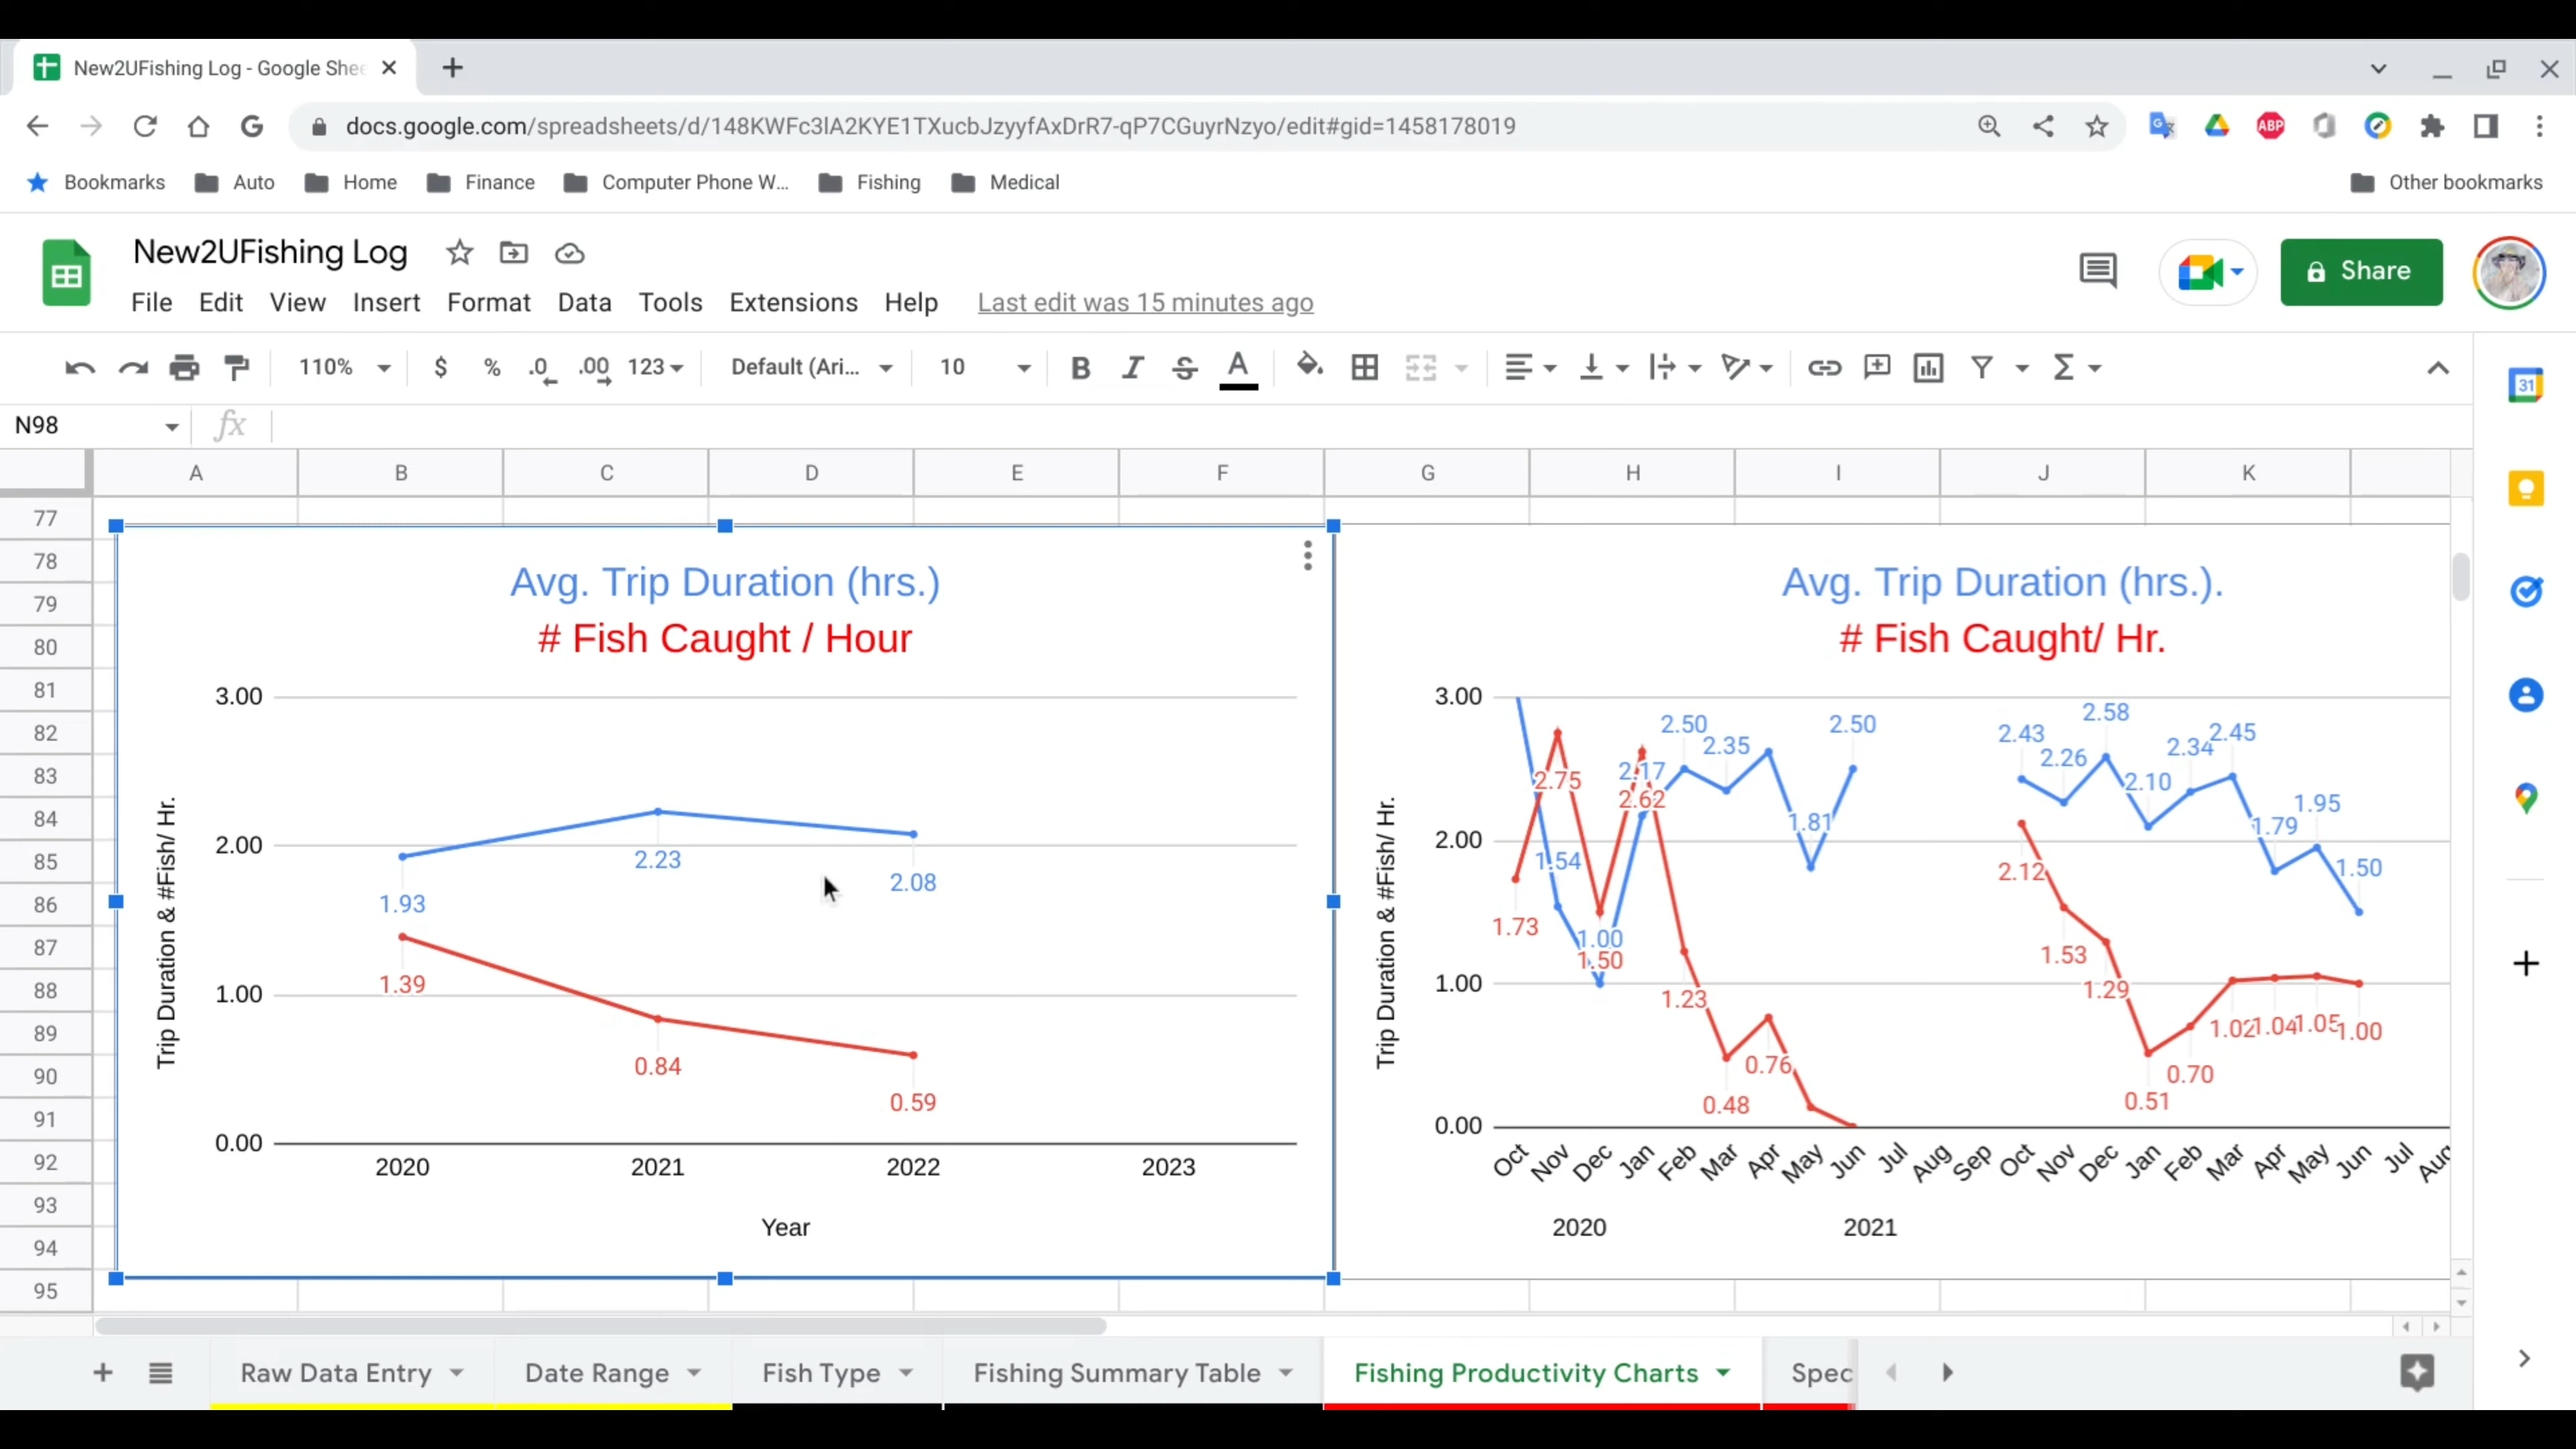 New2UFishing Log - Google Shee
docs.google.com/spreadsheets/d/148KWFc3lA2KYE1TXucbJzyyfAxDrR7-qP7CGuyrNzyo/edit#gid=1458178019
ABP
Bookmarks Auto Home Finance Computer Phone W... Fishing Medical Other bookmarks
New2UFishing Log
Share
File Edit View Insert Format Data Tools Extensions Help Last edit was 15 minutes ago
110% $ % .0 .00 123 Default (Ari... 10 B I S A
31
N98 fx
A B C D E F G H I J K
77
78
79
80
81
82
83
84
85
86
87
88
89
90
91
92
93
94
95
Avg. Trip Duration (hrs.)
# Fish Caught / Hour
Trip Duration & #Fish/ Hr.
3.00
2.00
1.00
0.00
1.93
2.23
2.08
1.39
0.84
0.59
2020 2021 2022 2023
Year
Avg. Trip Duration (hrs.).
# Fish Caught/ Hr.
Trip Duration & #Fish/ Hr.
3.00
2.00
1.00
0.00
1.54 1.00 2.17 2.50 2.35 1.81 2.50 2.43 2.26 2.58 2.10 2.34 2.45 1.79 1.95 1.50
1.73 2.75 1.50 2.62 1.23 0.48 0.76 2.12 1.53 1.29 0.51 0.70 1.02 1.04 1.05 1.00
Oct Nov Dec Jan Feb Mar Apr May Jun Jul Aug Sep Oct Nov Dec Jan Feb Mar Apr May Jun Jul Aug
2020 2021
Raw Data Entry Date Range Fish Type Fishing Summary Table Fishing Productivity Charts Spec